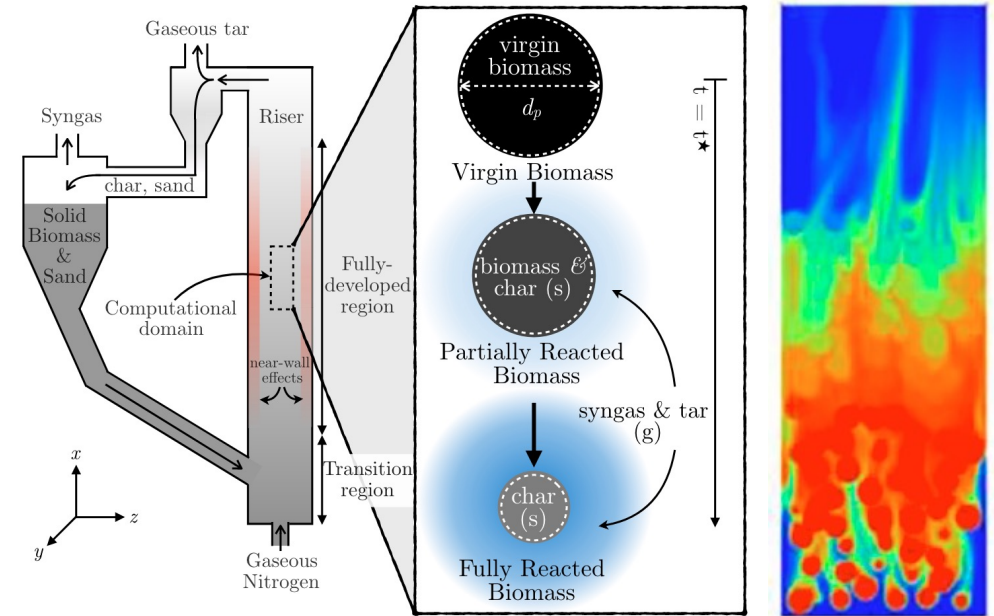 Gaseous tar
Syngas
Riser
char, sand
Solid
Biomass
&
Sand
Computational
domain
Fully-
developed
region
near-wall
effects
Transition
region
x
z
y
Gaseous
Nitrogen
virgin
biomass
d_p
Virgin Biomass
biomass &
char (s)
Partially Reacted
Biomass
syngas & tar
(g)
char
(s)
Fully Reacted
Biomass
t = t★